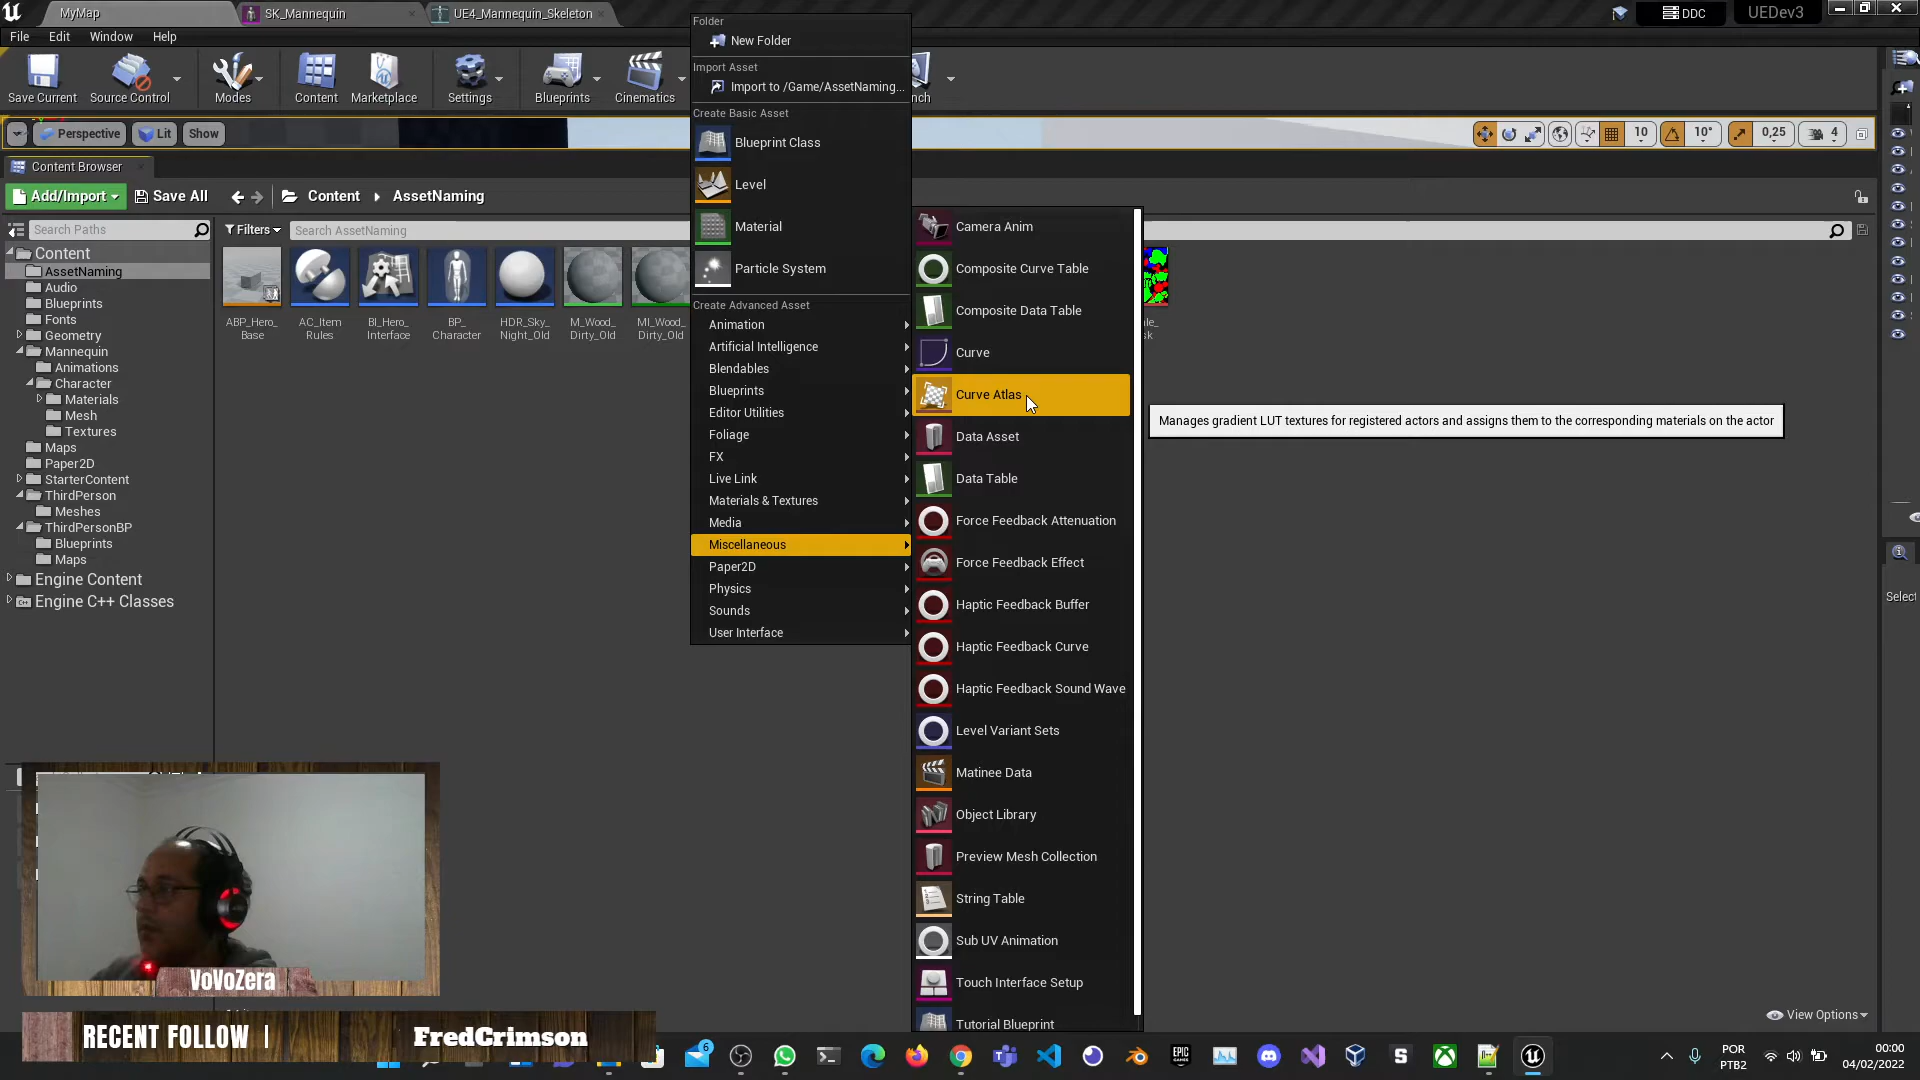 MyMap
SK_Mannequin
UE4_Mannequin_Skeleton
DDC
UEDev3
File
Edit
Window
Help
Save Current
Source Control
Modes
Content
Marketplace
Settings
Blueprints
Cinematics
nch
Perspective
Lit
Show
10
10°
0,25
4
Content Browser
Add/Import
Save All
Content
AssetNaming
Search Paths
Filters
Search AssetNaming
Content
AssetNaming
Audio
Blueprints
Fonts
Geometry
Mannequin
Animations
Character
Materials
Mesh
Textures
Maps
Paper2D
StarterContent
ThirdPerson
Meshes
ThirdPersonBP
Blueprints
Maps
Engine Content
Engine C++ Classes
ABP_Hero_
Base
AC_Item
Rules
BI_Hero_
Interface
BP_
Character
HDR_Sky_
Night_Old
M_Wood_
Dirty_Old
MI_Wood_
Dirty_Old
Folder
New Folder
Import Asset
Import to /Game/AssetNaming...
Create Basic Asset
Blueprint Class
Level
Material
Particle System
Create Advanced Asset
Animation
Artificial Intelligence
Blendables
Blueprints
Editor Utilities
Foliage
FX
Live Link
Materials & Textures
Media
Miscellaneous
Paper2D
Physics
Sounds
User Interface
Camera Anim
Composite Curve Table
Composite Data Table
Curve
Curve Atlas
Data Asset
Data Table
Force Feedback Attenuation
Force Feedback Effect
Haptic Feedback Buffer
Haptic Feedback Curve
Haptic Feedback Sound Wave
Level Variant Sets
Matinee Data
Object Library
Preview Mesh Collection
String Table
Sub UV Animation
Touch Interface Setup
Tutorial Blueprint
Manages gradient LUT textures for registered actors and assigns them to the corresponding materials on the actor
Select
View Options
VoVoZera
RECENT FOLLOW |
FredCrimson
6
POR
PTB2
00:00
04/02/2022